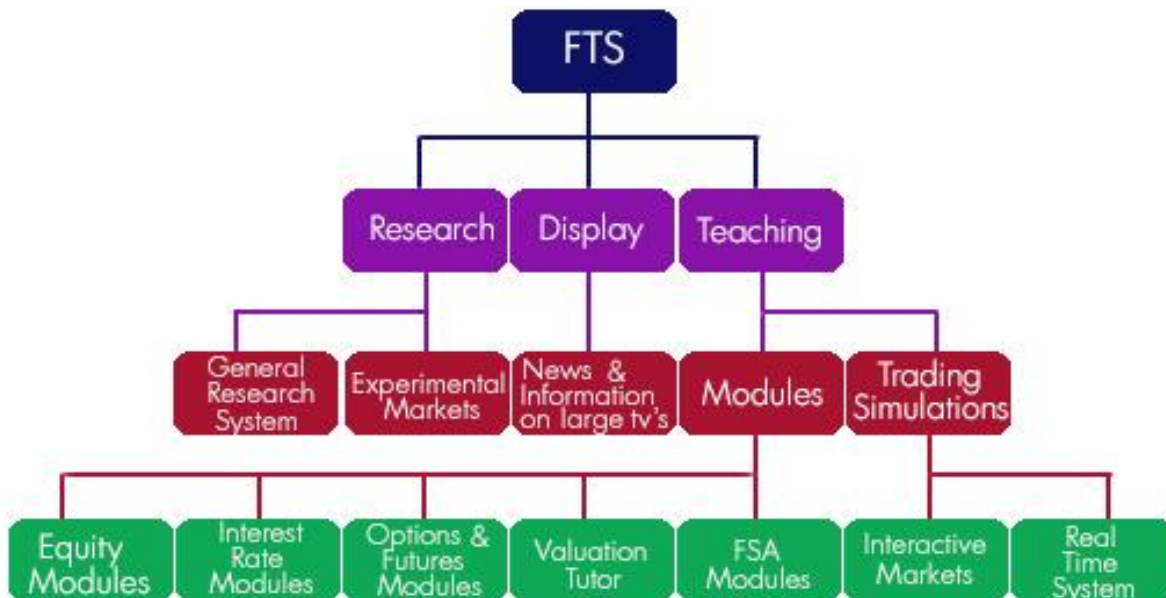 FTS
Research
Display
Teaching
General
Research
System
Experimental
Markets
News &
Information
on large tv's
Modules
Trading
Simulations
Equity
Modules
Interest
Rate
Modules
Options &
Futures
Modules
Valuation
Tutor
FSA
Modules
Interactive
Markets
Real
Time
System